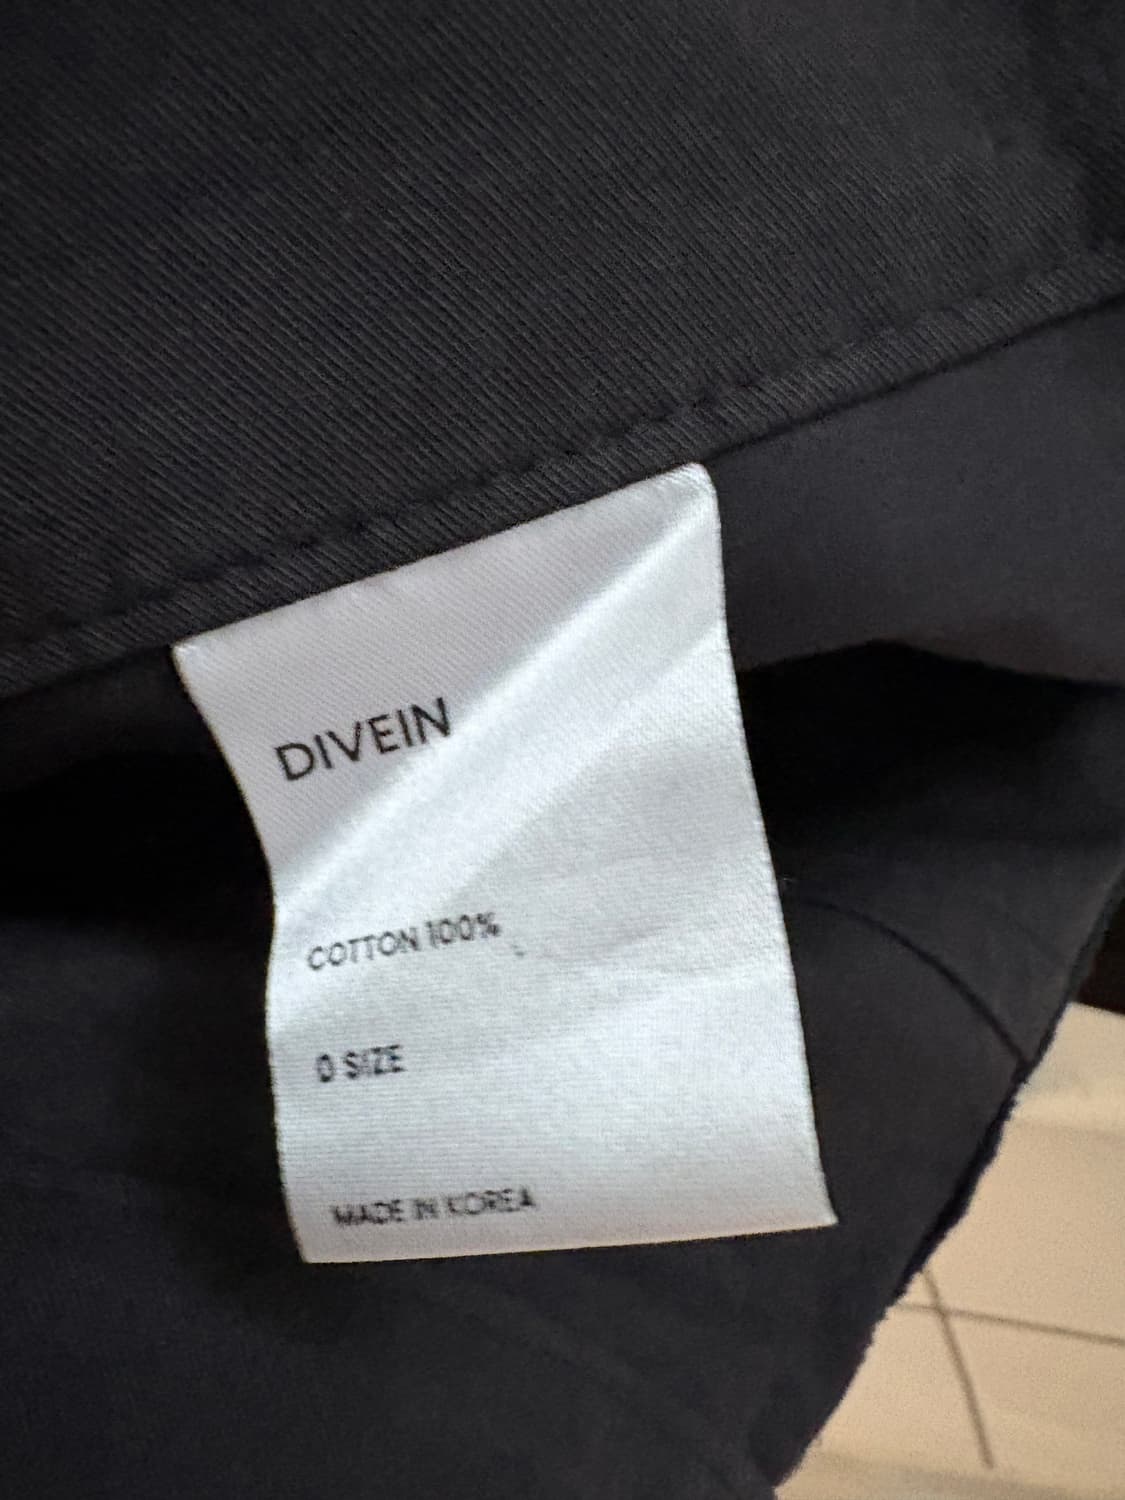 DIVEIN
COTTON 100%
0 SIZE
MADE IN KOREA